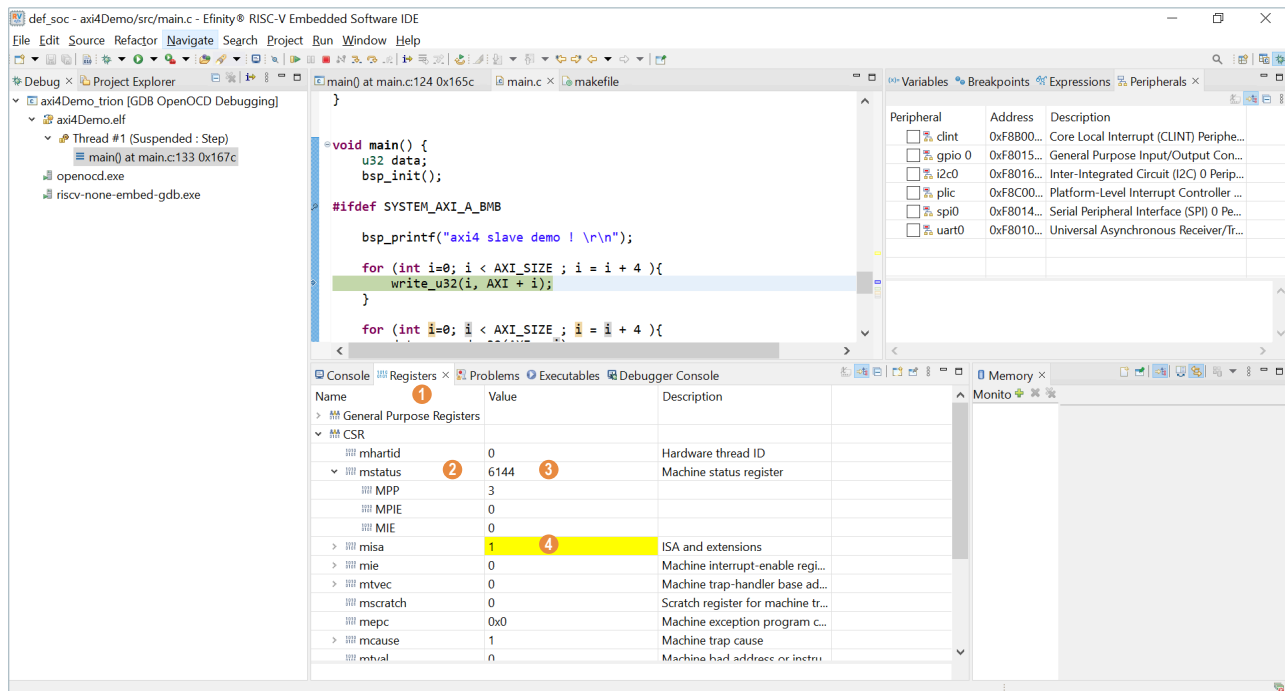 def_soc - axi4Demo/src/main.c - Efinity® RISC-V Embedded Software IDE
File Edit Source Refactor Navigate Search Project Run Window Help
Debug Project Explorer
axi4Demo_trion [GDB OpenOCD Debugging]
axi4Demo.elf
Thread #1 (Suspended : Step)
main() at main.c:133 0x167c
openocd.exe
riscv-none-embed-gdb.exe
main() at main.c:124 0x165c main.c makefile
}
void main() {
u32 data;
bsp_init();
#ifdef SYSTEM_AXI_A_BMB
bsp_printf("axi4 slave demo ! \r\n");
for (int i=0; i < AXI_SIZE ; i = i + 4 ){
write_u32(i, AXI + i);
}
for (int i=0; i < AXI_SIZE ; i = i + 4 ){
Variables Breakpoints Expressions Peripherals
Peripheral Address Description
clint 0xF8B00... Core Local Interrupt (CLINT) Periphe...
gpio 0 0xF8015... General Purpose Input/Output Con...
i2c0 0xF8016... Inter-Integrated Circuit (I2C) 0 Perip...
plic 0xF8C00... Platform-Level Interrupt Controller ...
spi0 0xF8014... Serial Peripheral Interface (SPI) 0 Pe...
uart0 0xF8010... Universal Asynchronous Receiver/Tr...
Console Registers Problems Executables Debugger Console
1
Name Value Description
General Purpose Registers
CSR
mhartid 0 Hardware thread ID
mstatus 2 6144 3 Machine status register
MPP 3
MPIE 0
MIE 0
misa 1 4 ISA and extensions
mie 0 Machine interrupt-enable regi...
mtvec 0 Machine trap-handler base ad...
mscratch 0 Scratch register for machine tr...
mepc 0x0 Machine exception program c...
mcause 1 Machine trap cause
mtval 0 Machine bad address or instru
Memory
Monito